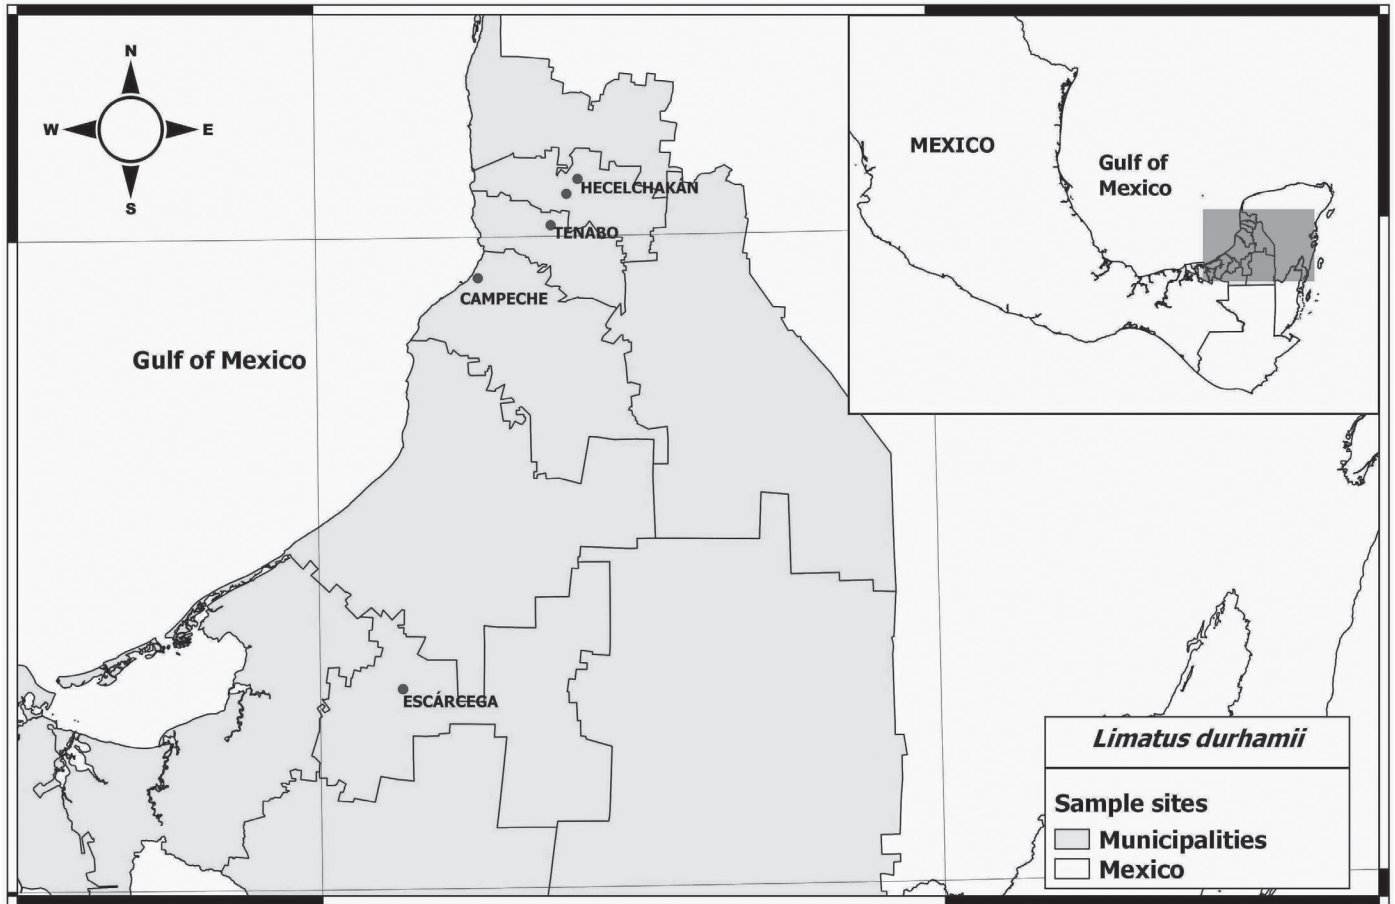 N
W
E
S
MEXICO
Gulf of
Mexico
HECELCHAKÁN
TENABO
CAMPECHE
Gulf of Mexico
ESCÁRCEGA
Limatus durhamii
Sample sites
Municipalities
Mexico